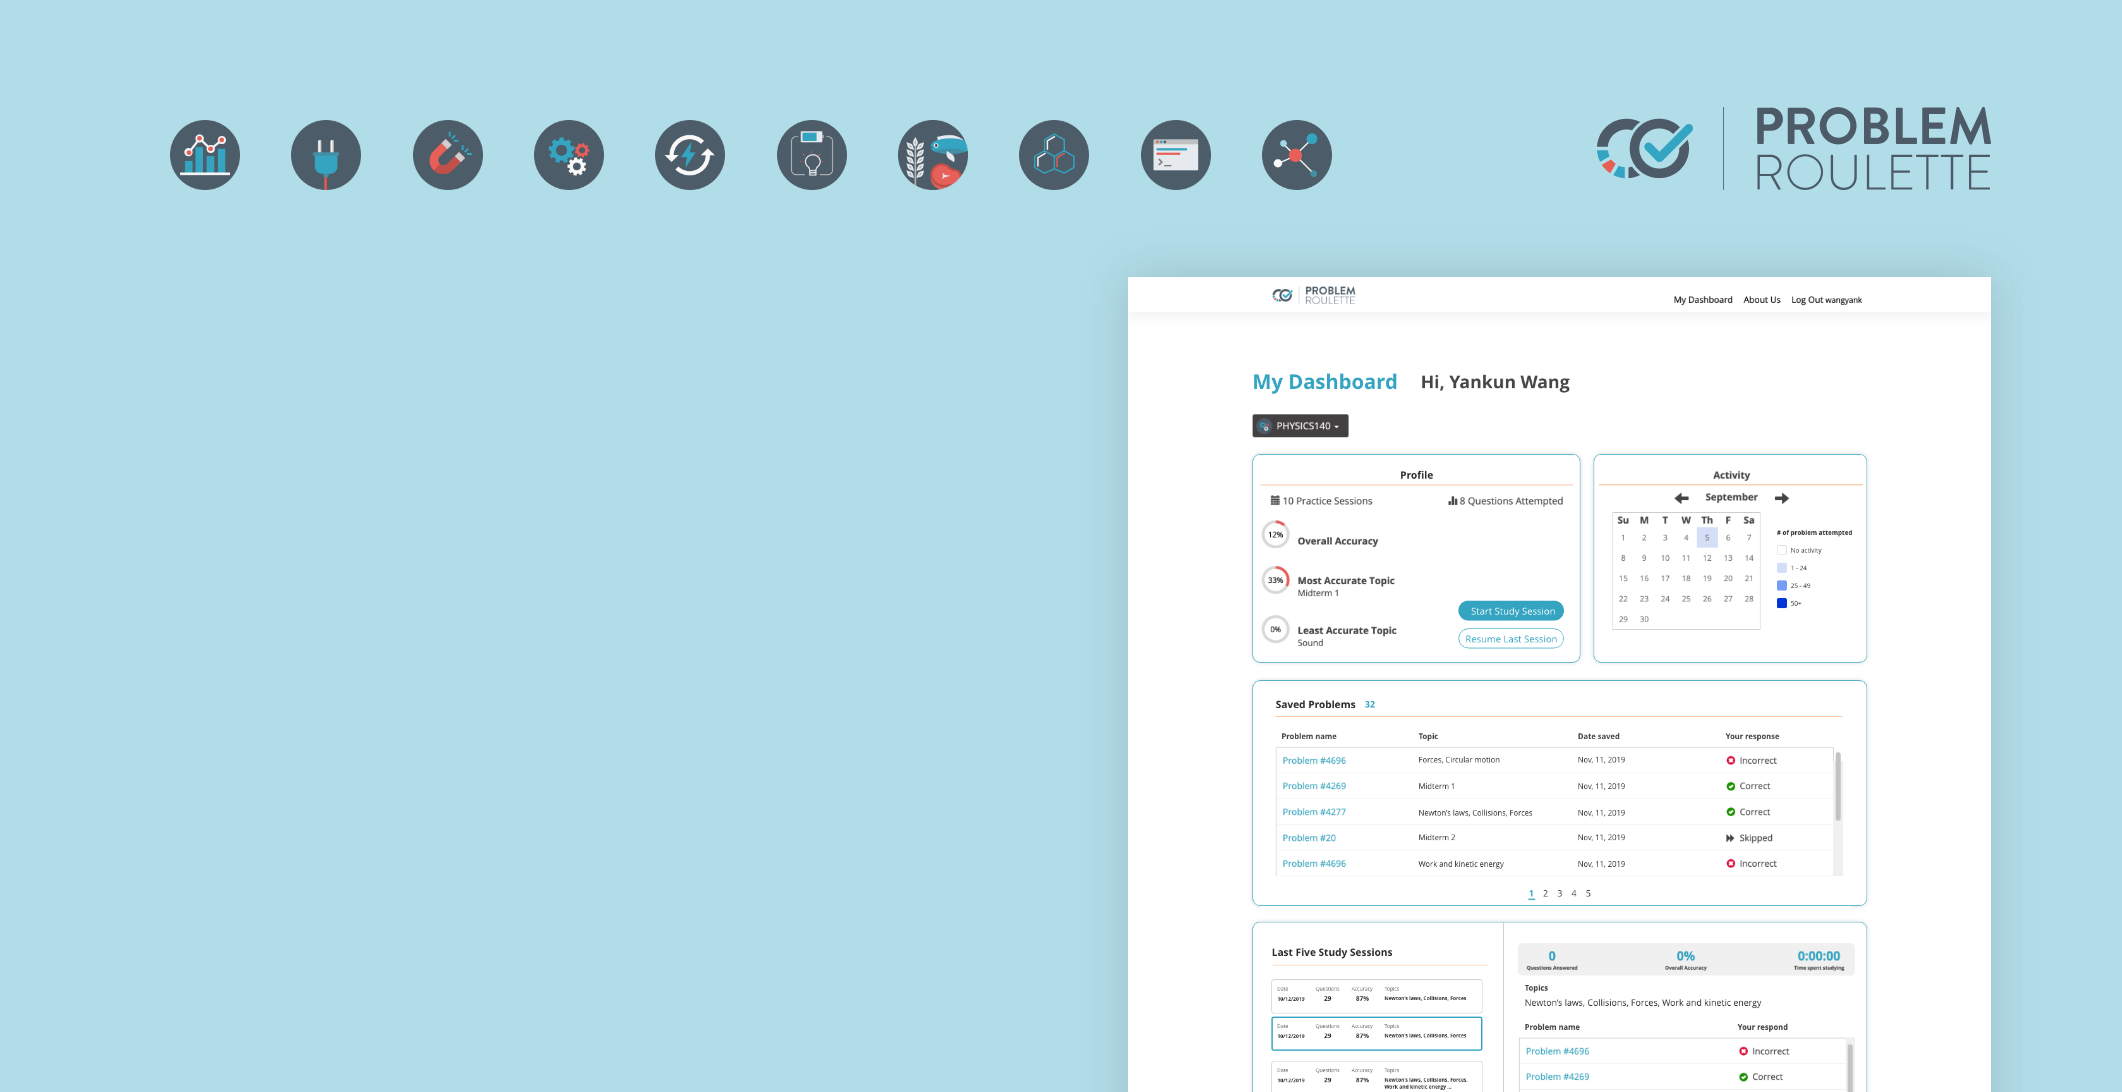 PROBLEM
ROULETTE
PROBLEM
ROULETTE
My Dashboard About Us Log Out wangyank
My Dashboard Hi, Yankun Wang
PHYSICS140
Profile
10 Practice Sessions 8 Questions Attempted
12% Overall Accuracy
33% Most Accurate Topic
Midterm 1
Start Study Session
0% Least Accurate Topic
Sound
Resume Last Session
Activity
September
Su M T W Th F Sa
1 2 3 4 5 6 7
8 9 10 11 12 13 14
15 16 17 18 19 20 21
22 23 24 25 26 27 28
29 30
# of problem attempted
No activity
1 - 24
25 - 49
50+
Saved Problems 32
Problem name Topic Date saved Your response
Problem #4696 Forces, Circular motion Nov, 11, 2019 Incorrect
Problem #4269 Midterm 1 Nov, 11, 2019 Correct
Problem #4277 Newton's laws, Collisions, Forces Nov, 11, 2019 Correct
Problem #20 Midterm 2 Nov, 11, 2019 Skipped
Problem #4696 Work and kinetic energy Nov, 11, 2019 Incorrect
1 2 3 4 5
Last Five Study Sessions
Date Questions Accuracy Topics
10/12/2019 29 87% Newton's laws, Collisions, Forces
Date Questions Accuracy Topics
10/12/2019 29 87% Newton's laws, Collisions, Forces
Date Questions Accuracy Topics
10/12/2019 29 87% Newton's laws, Collisions, Forces,
Work and kinetic energy ...
0 0% 0:00:00
Questions Answered Overall Accuracy Time spent studying
Topics
Newton's laws, Collisions, Forces, Work and kinetic energy
Problem name Your respond
Problem #4696 Incorrect
Problem #4269 Correct